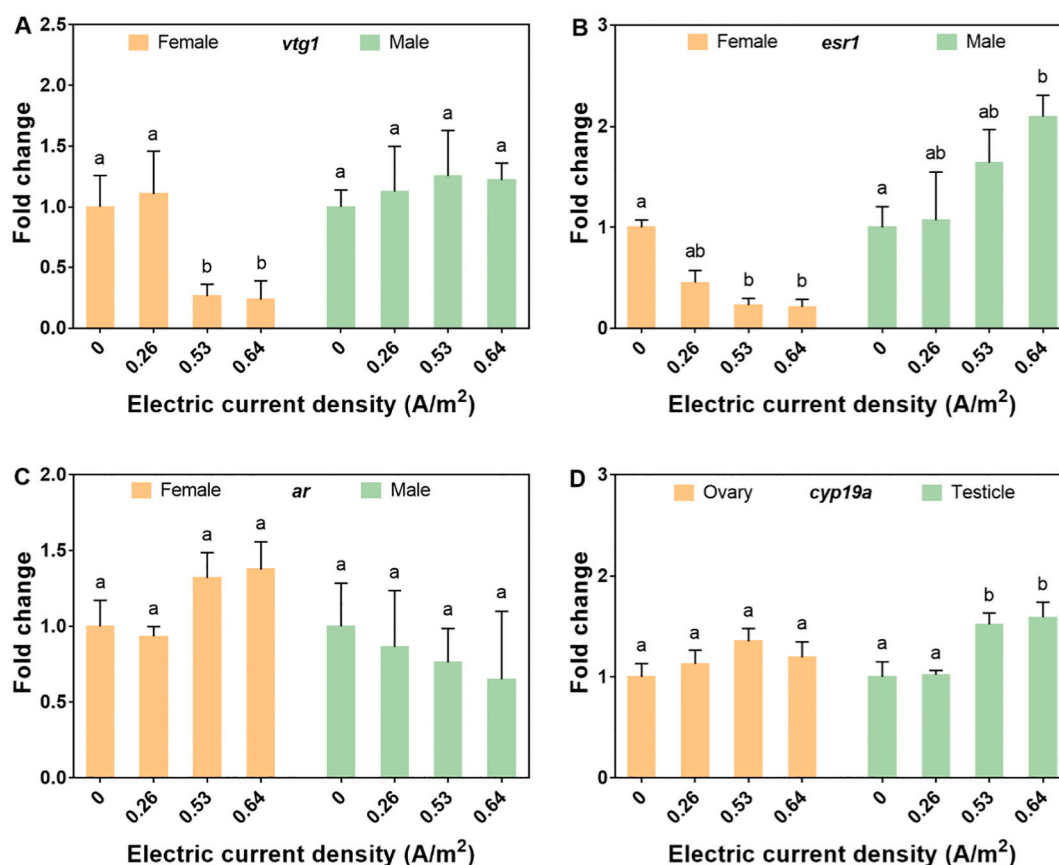 A
Female vtg1 Male
2.5
2.0
1.5
1.0
0.5
0.0
Fold change
a a b b a a a a
0 0.26 0.53 0.64 0 0.26 0.53 0.64
Electric current density (A/m²)
B
Female esr1 Male
3
2
1
0
Fold change
a ab b b a ab ab b
0 0.26 0.53 0.64 0 0.26 0.53 0.64
Electric current density (A/m²)
C
Female ar Male
2.0
1.5
1.0
0.5
0.0
Fold change
a a a a a a a a
0 0.26 0.53 0.64 0 0.26 0.53 0.64
Electric current density (A/m²)
D
Ovary cyp19a Testicle
3
2
1
0
Fold change
a a a a a a b b
0 0.26 0.53 0.64 0 0.26 0.53 0.64
Electric current density (A/m²)